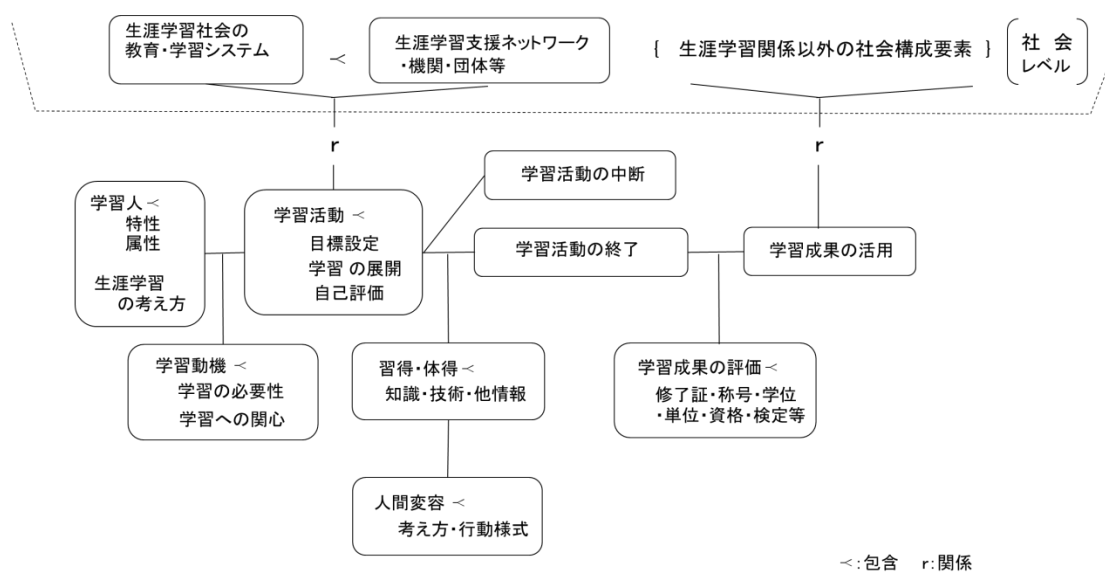 生涯学習社会の
教育・学習システム
≺
生涯学習支援ネットワーク
・機関・団体等
{ 生涯学習関係以外の社会構成要素 }
社 会
レベル
r
r
学習活動の中断
学習人≺
特性
属性
生涯学習
の考え方
学習活動 ≺
目標設定
学習 の展開
自己評価
学習活動の終了
学習成果の活用
学習動機 ≺
学習の必要性
学習への関心
習得・体得≺
知識・技術・他情報
学習成果の評価≺
修了証・称号・学位
・単位・資格・検定等
人間変容 ≺
考え方・行動様式
≺:包含 r:関係